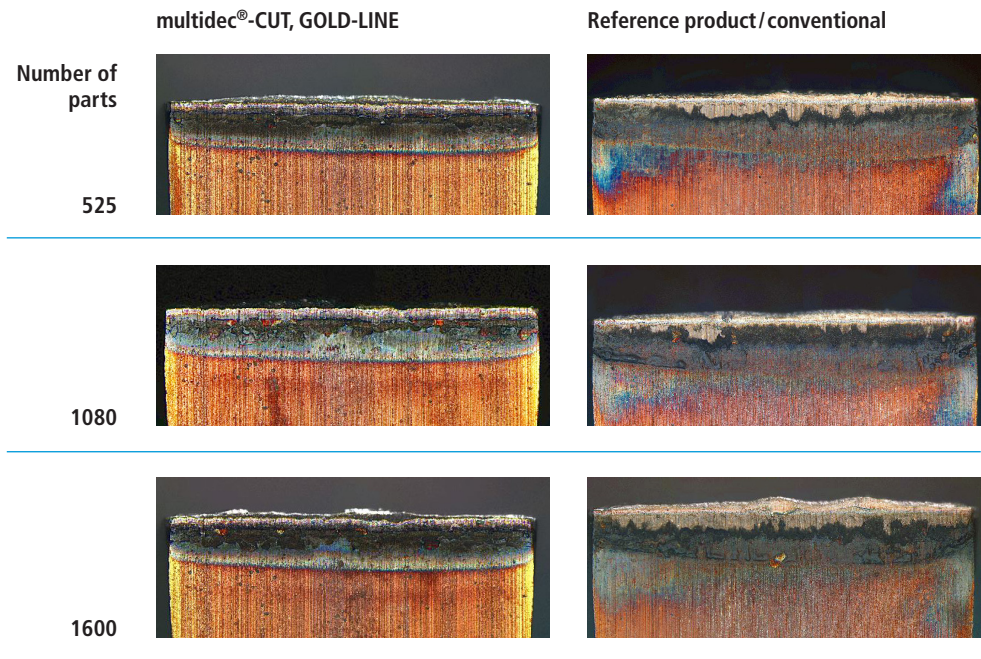 multidec®-CUT, GOLD-LINE
Reference product/conventional
Number of
parts
525
1080
1600